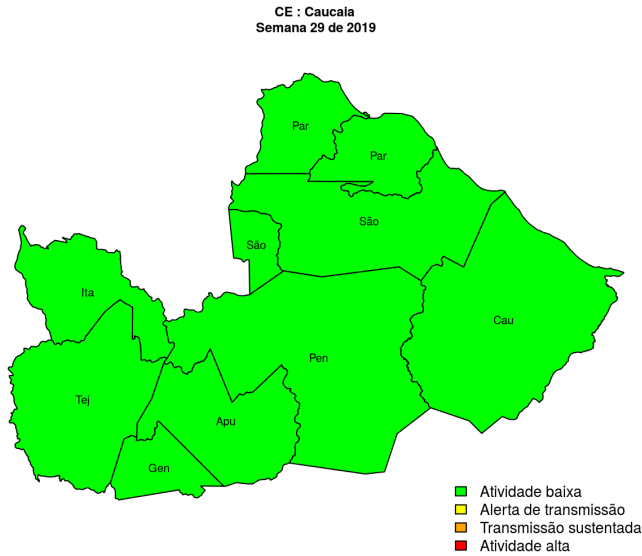 CE : Caucaia
Semana 29 de 2019
Par
Par
São
São
Ita
Cau
Pen
Tej
Apu
Gen
Atividade baixa
Alerta de transmissão
Transmissão sustentada
Atividade alta